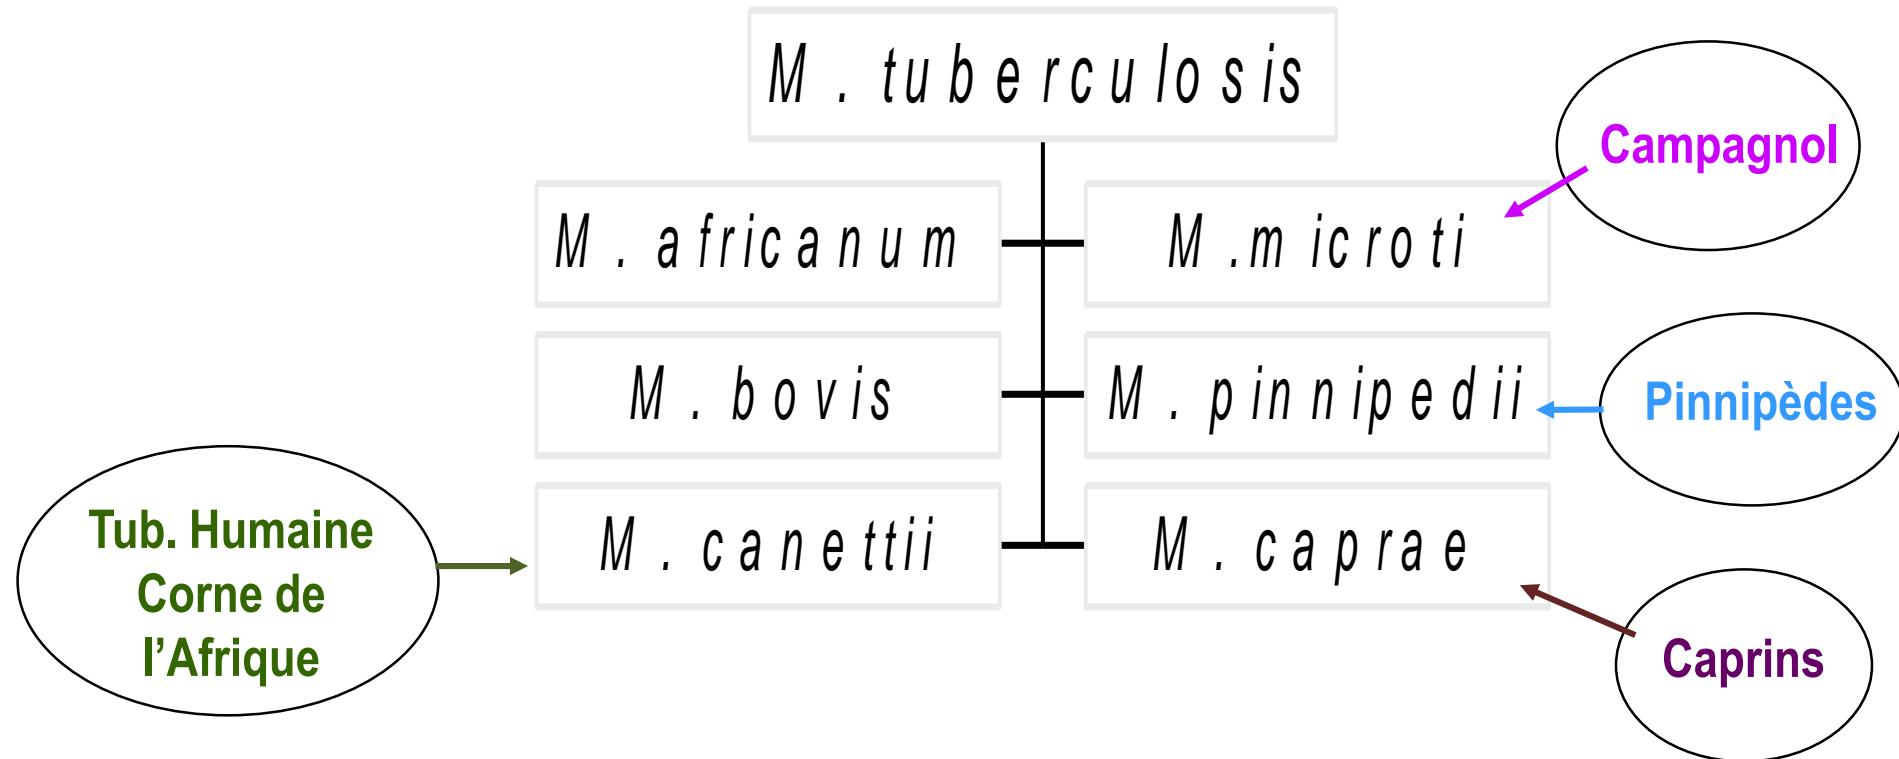 M. tuberculosis
Campagnol
M. africanum
M.microti
M. bovis
M. pinnipedii
Pinnipèdes
Tub. Humaine
Corne de
l’Afrique
M. canettii
M. caprae
Caprins